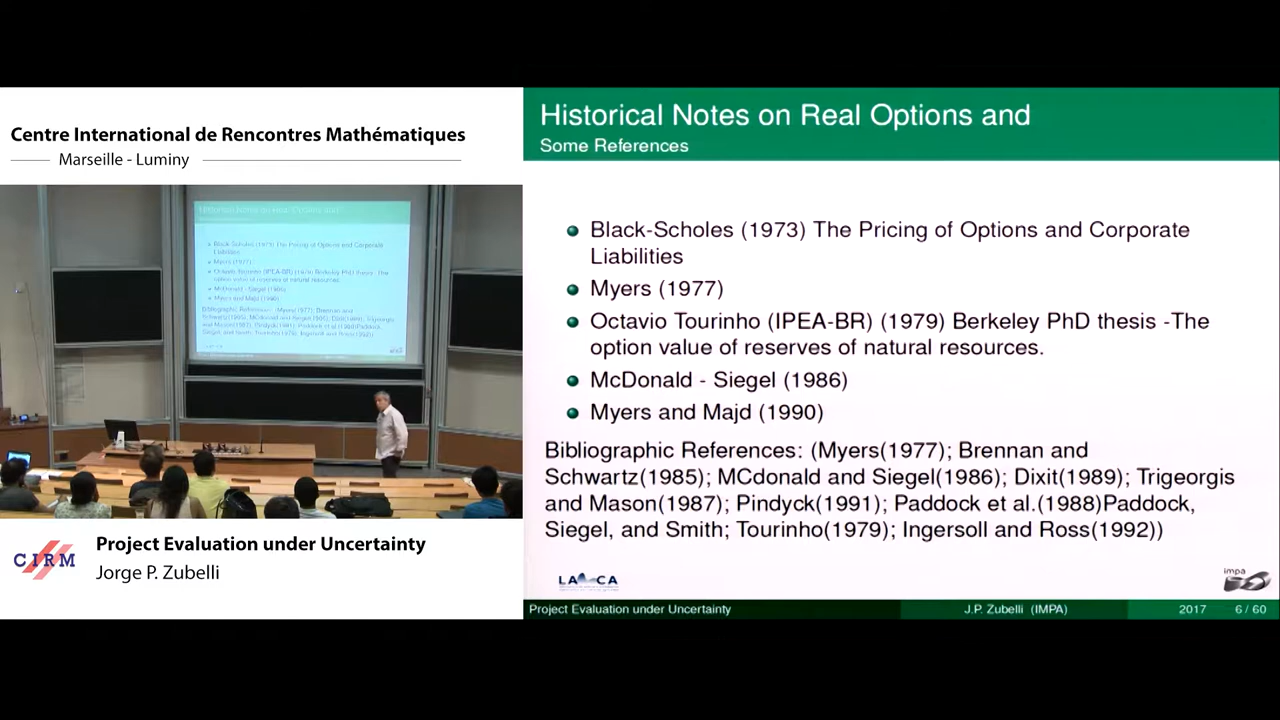 Centre International de Rencontres Mathématiques
Marseille - Luminy
Historical Notes on Real Options and
Some References
Black-Scholes (1973) The Pricing of Options and Corporate
Liabilities
Myers (1977)
Octavio Tourinho (IPEA-BR) (1979) Berkeley PhD thesis -The
option value of reserves of natural resources.
McDonald - Siegel (1986)
Myers and Majd (1990)
Bibliographic References: (Myers(1977); Brennan and
Schwartz(1985); MCdonald and Siegel(1986); Dixit(1989); Trigeorgis
and Mason(1987); Pindyck(1991); Paddock et al.(1988)Paddock,
Siegel, and Smith; Tourinho(1979); Ingersoll and Ross(1992))
impa
Project Evaluation under Uncertainty
J.P. Zubelli (IMPA)
2017
6 / 60
CIRM
Project Evaluation under Uncertainty
Jorge P. Zubelli